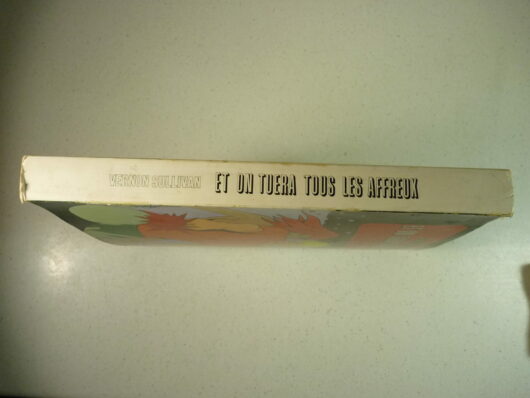 VERNON SULLIVAN ET ON TUERA TOUS LES AFFREUX